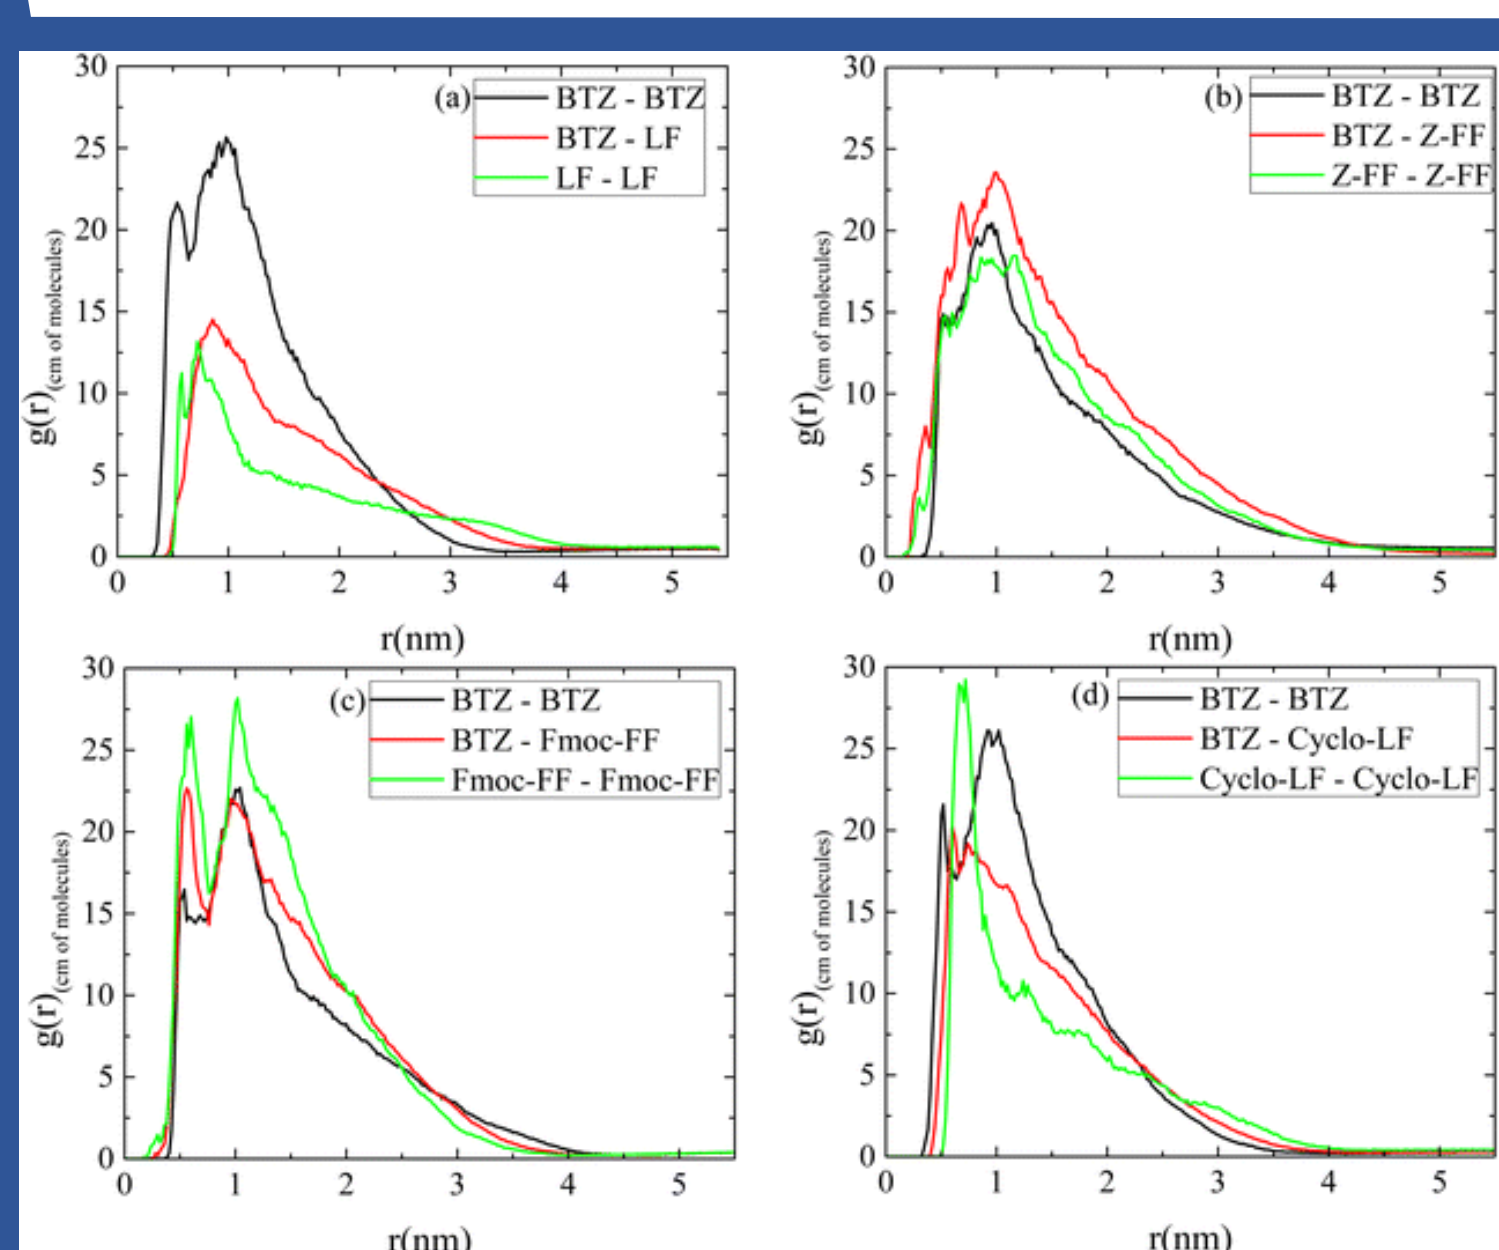 30
25
20
15
10
5
0
g(r)(cm of molecules)
(a)
BTZ - BTZ
BTZ - LF
LF - LF
0 1 2 3 4 5
r(nm)
30
25
20
15
10
5
0
g(r)(cm of molecules)
(b)
BTZ - BTZ
BTZ - Z-FF
Z-FF - Z-FF
0 1 2 3 4 5
r(nm)
30
25
20
15
10
5
0
g(r)(cm of molecules)
(c)
BTZ - BTZ
BTZ - Fmoc-FF
Fmoc-FF - Fmoc-FF
0 1 2 3 4 5
r(nm)
30
25
20
15
10
5
0
g(r)(cm of molecules)
(d)
BTZ - BTZ
BTZ - Cyclo-LF
Cyclo-LF - Cyclo-LF
0 1 2 3 4 5
r(nm)